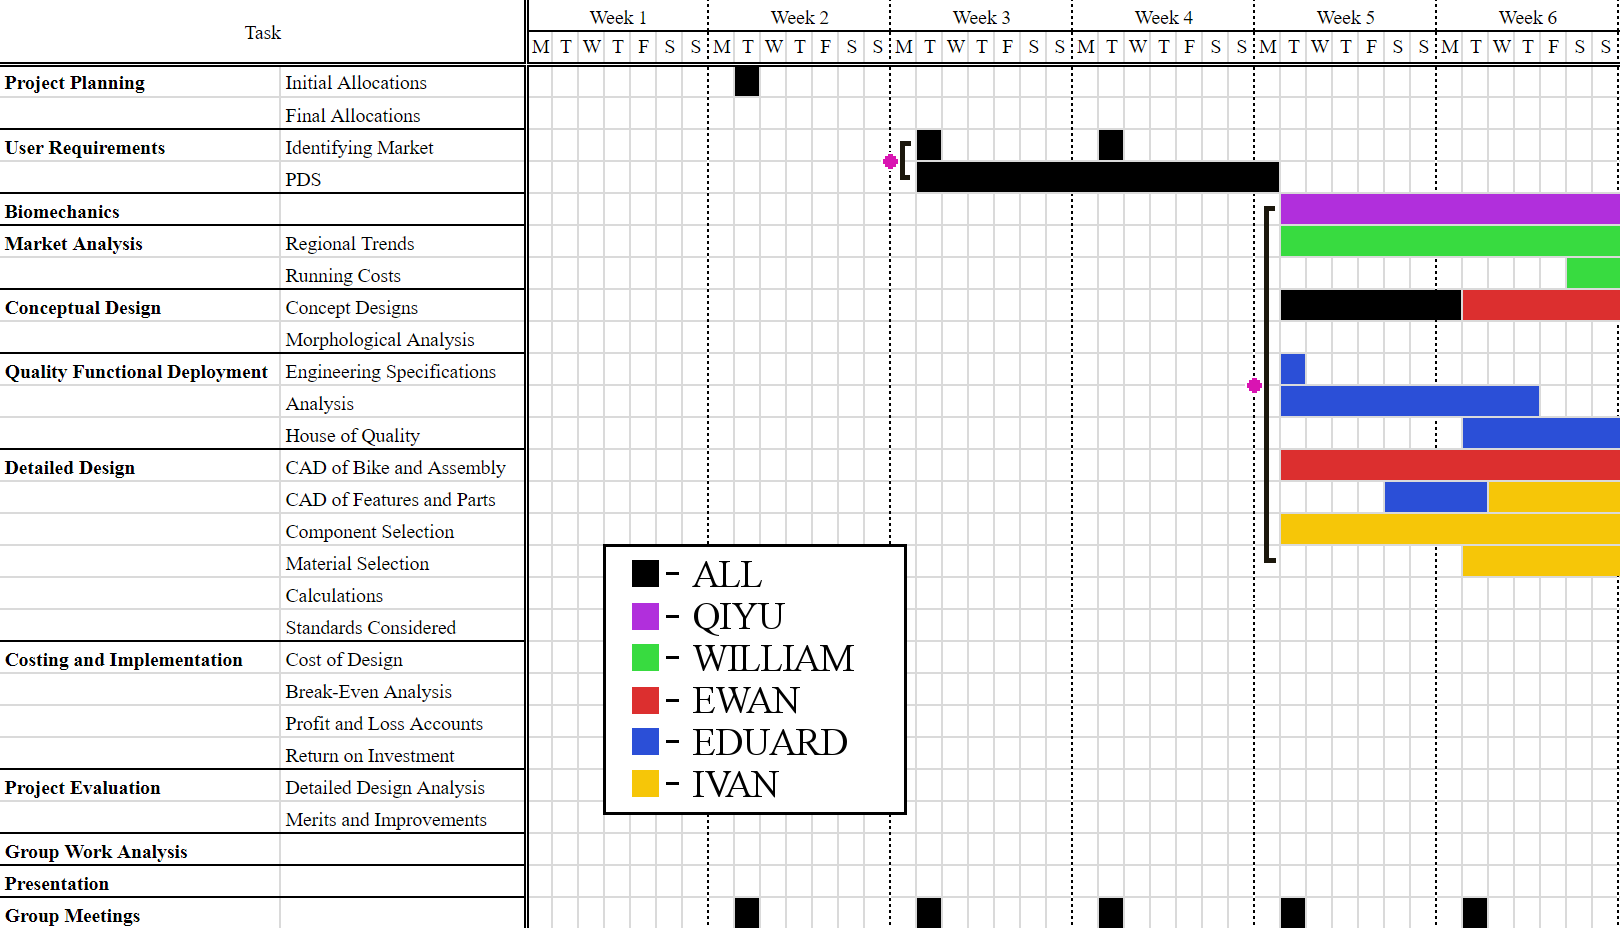 Task
Week 1 Week 2 Week 3 Week 4 Week 5 Week 6
M T W T F S S M T W T F S S M T W T F S S M T W T F S S M T W T F S S M T W T F S S
Project Planning Initial Allocations
Final Allocations
User Requirements Identifying Market
PDS
Biomechanics
Market Analysis Regional Trends
Running Costs
Conceptual Design Concept Designs
Morphological Analysis
Quality Functional Deployment Engineering Specifications
Analysis
House of Quality
Detailed Design CAD of Bike and Assembly
CAD of Features and Parts
Component Selection
Material Selection
Calculations
Standards Considered
Costing and Implementation Cost of Design
Break-Even Analysis
Profit and Loss Accounts
Return on Investment
Project Evaluation Detailed Design Analysis
Merits and Improvements
Group Work Analysis
Presentation
Group Meetings
- ALL
- QIYU
- WILLIAM
- EWAN
- EDUARD
- IVAN